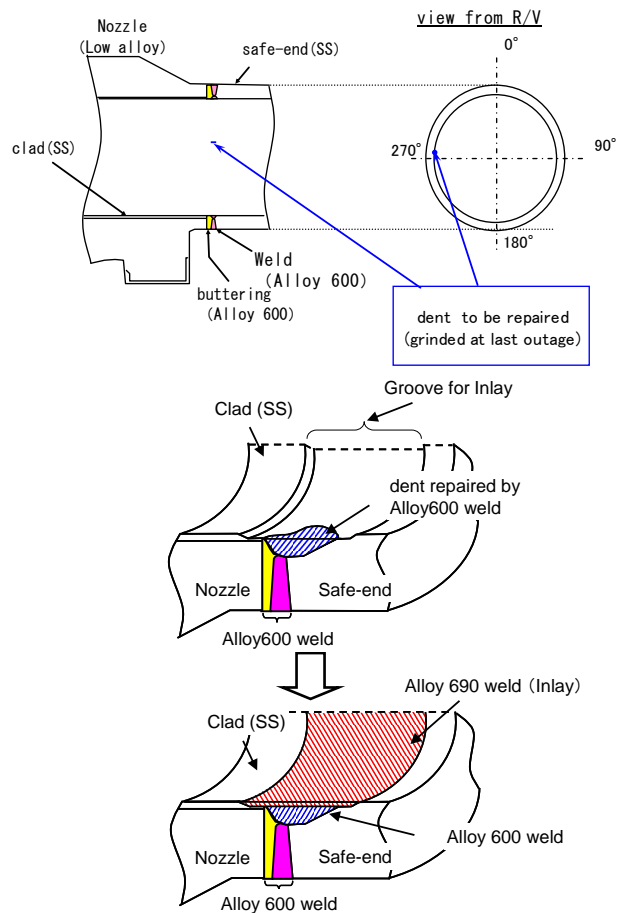 Nozzle
(Low alloy)
safe-end(SS)
view from R/V
0°
clad(SS)
270°
90°
180°
Weld
(Alloy 600)
buttering
(Alloy 600)
dent to be repaired
(grinded at last outage)
Groove for Inlay
Clad (SS)
dent repaired by
Alloy600 weld
Nozzle
Safe-end
Alloy600 weld
Alloy 690 weld (Inlay)
Clad (SS)
Alloy 600 weld
Nozzle
Safe-end
Alloy 600 weld